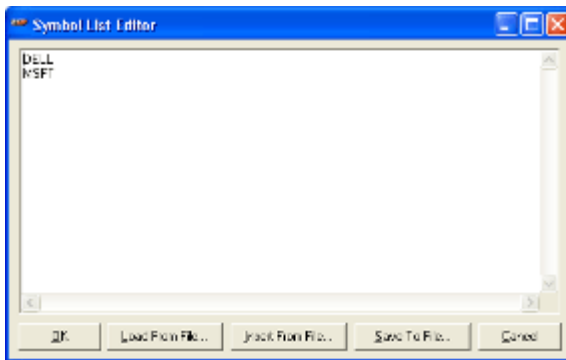 Symbol List Editor
DELL
MSFT
OK
Load From File...
Insert From File...
Save To File...
Cancel